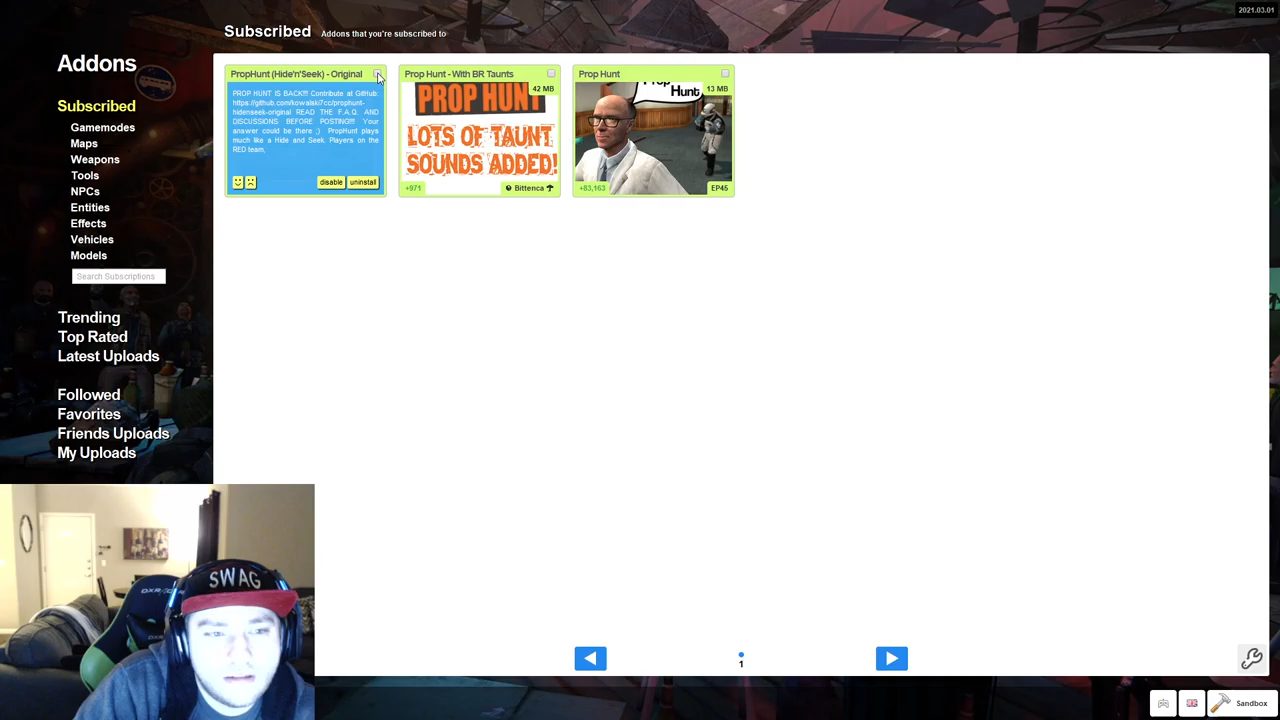 2021.03.01
Subscribed Addons that you're subscribed to
Addons
Subscribed
Gamemodes
Maps
Weapons
Tools
NPCs
Entities
Effects
Vehicles
Models
Search Subscriptions
Trending
Top Rated
Latest Uploads
Followed
Favorites
Friends Uploads
My Uploads
PropHunt (Hide'n'Seek) - Original
PROP HUNT IS BACK!!! Contribute at GitHub:
https://github.com/kowalski7cc/prophunt-
hidenseek-original READ THE F.A.Q. AND
DISCUSSIONS BEFORE POSTING!!!! Your
answer could be there ;) PropHunt plays
much like a Hide and Seek. Players on the
RED team,
disable uninstall
Prop Hunt - With BR Taunts
42 MB
PROP HUNT
LOTS OF TAUNT
SOUNDS ADDED!
+971 Bittenca
Prop Hunt
Prop
Hunt
13 MB
+83,163 EP45
1
SWAG
Sandbox